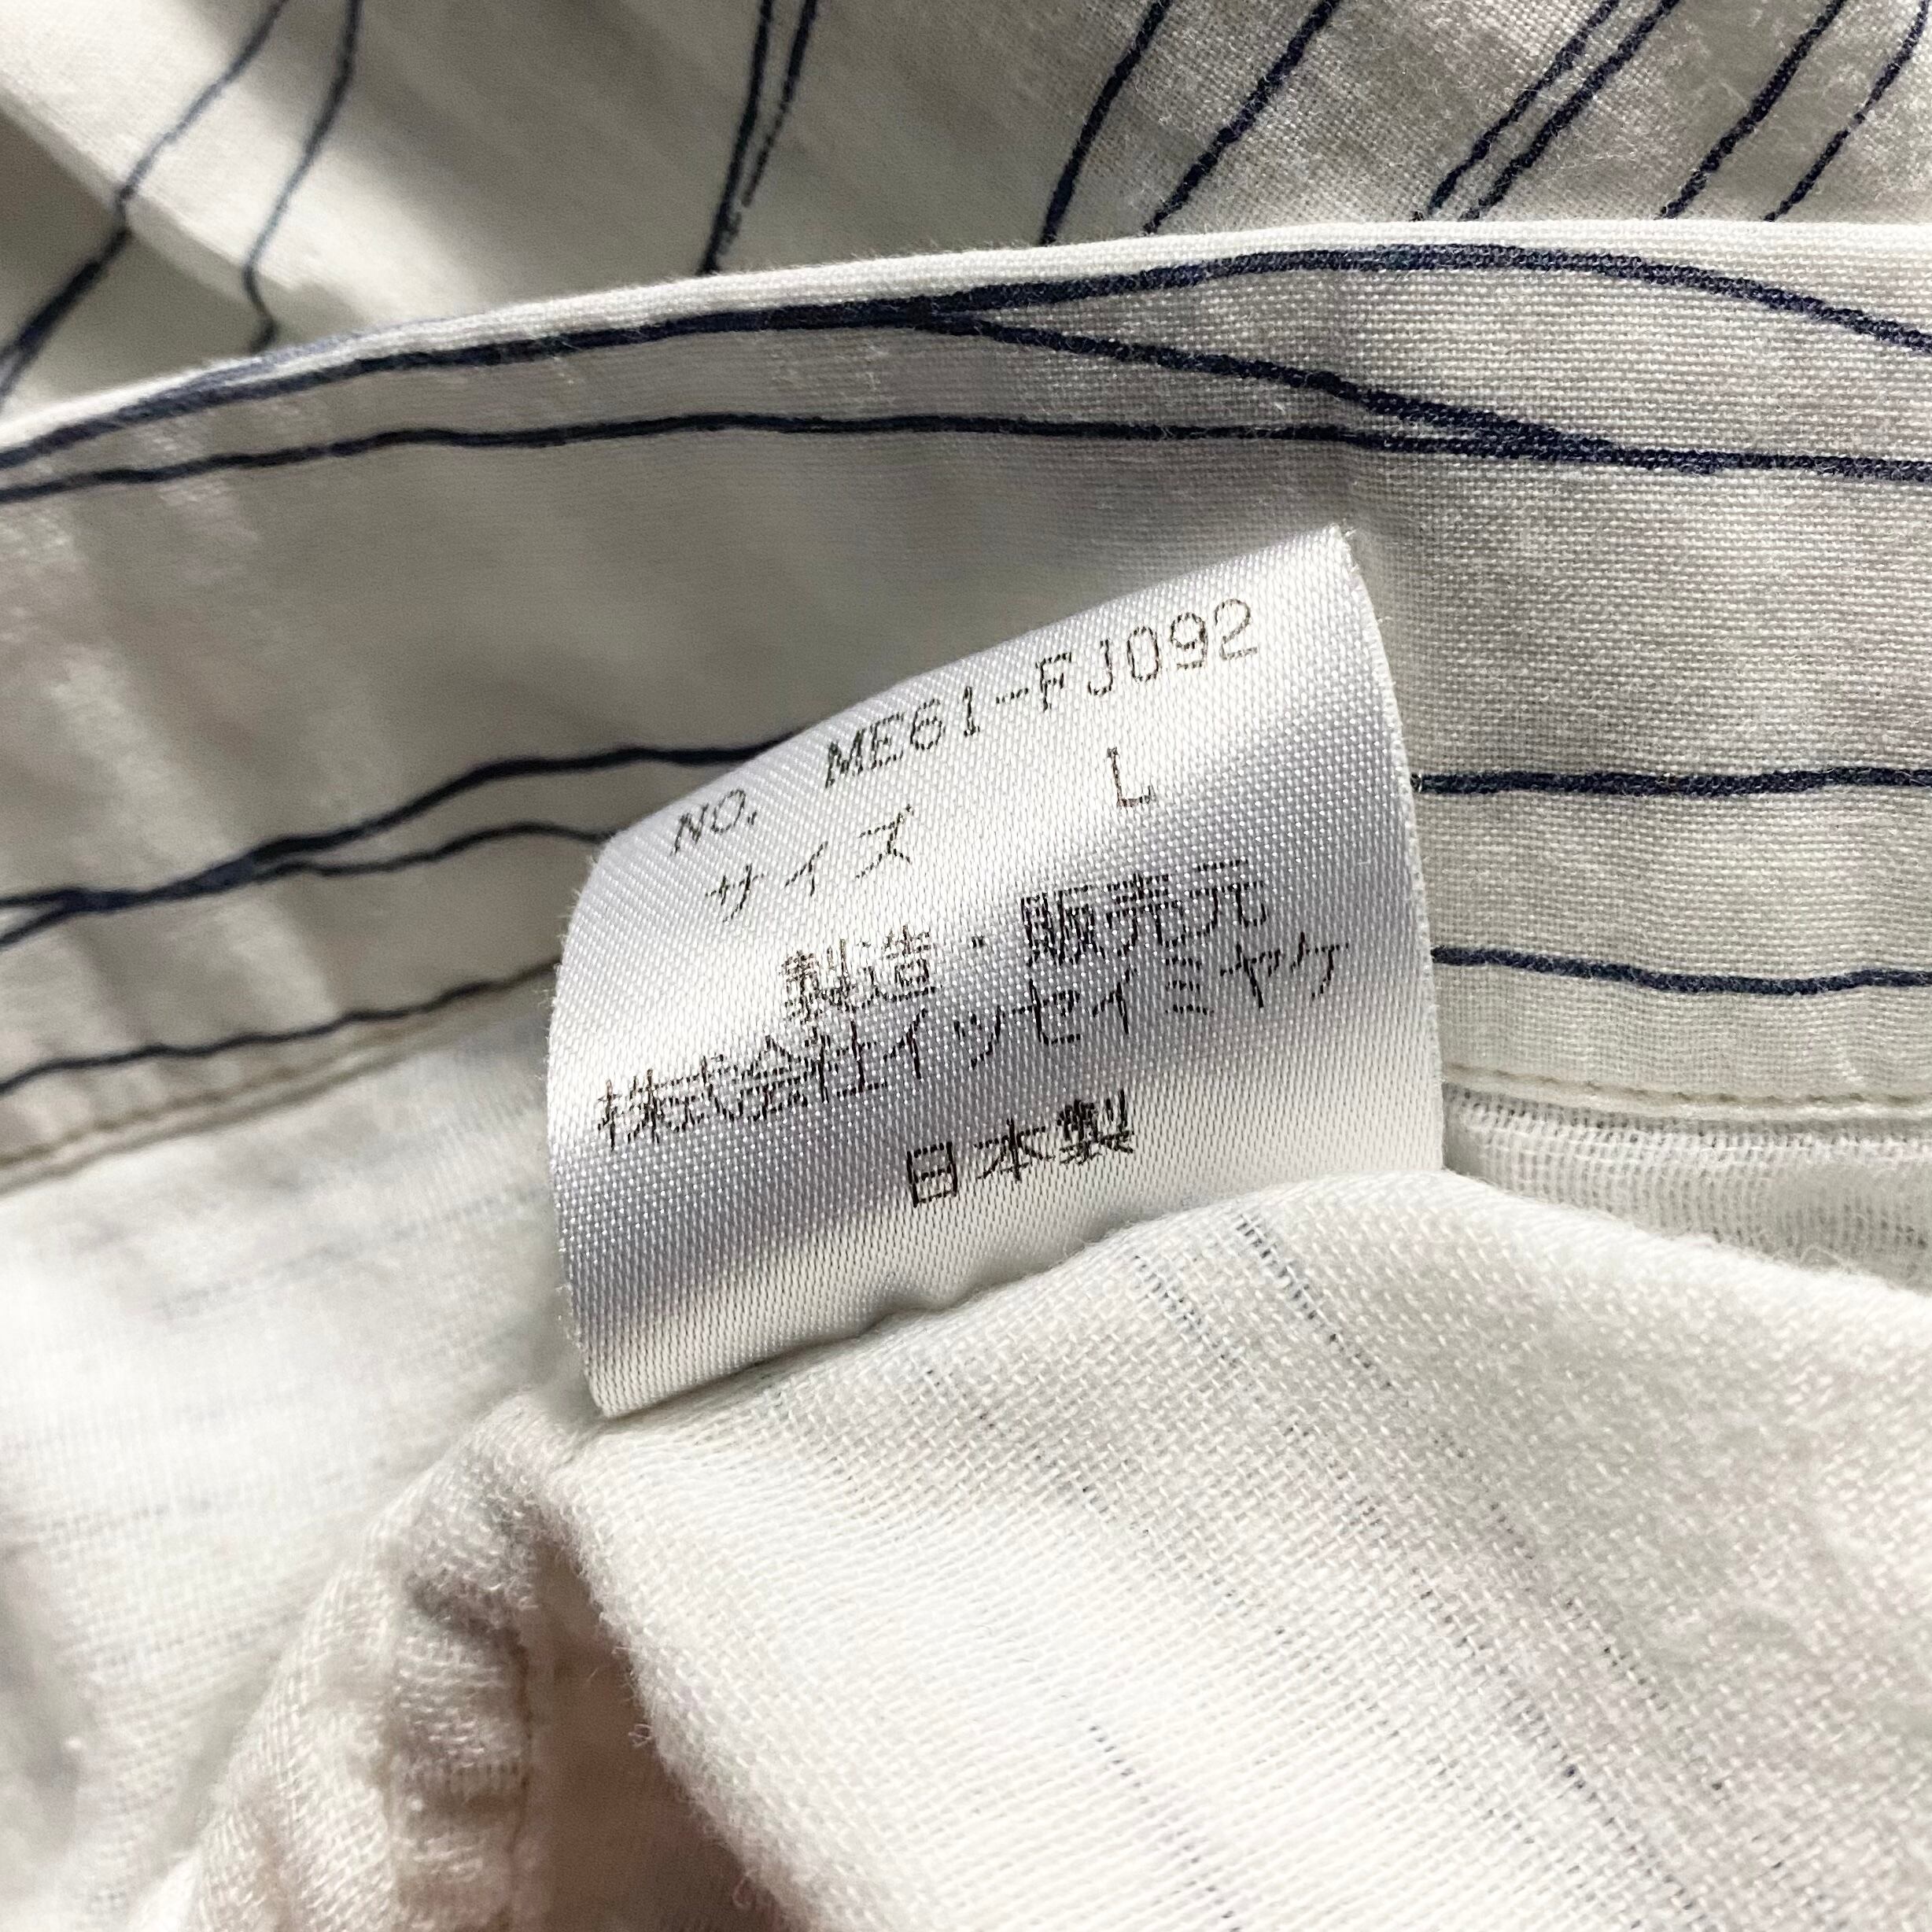 NO. ME61-FJ092
サイズ L
製造・販売元
株式会社イッセイミヤケ
日本製